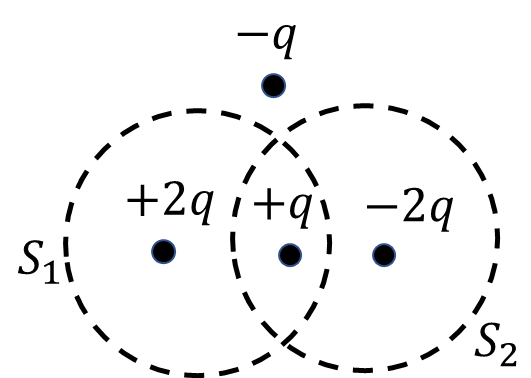 −q
+2q +q −2q
S₁
S₂